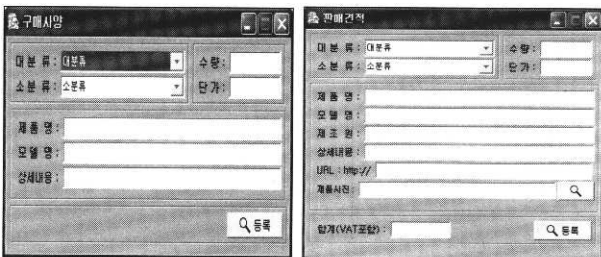 구매사양
대분류: 대분류
수량:
소분류: 소분류
단가:
제품명:
모델명:
상세내용:
등록
판매견적
대분류: 대분류
수량:
소분류: 소분류
단가:
제품명:
모델명:
제조원:
상세내용:
URL : http://
제품사진:
합계(VAT포함):
등록